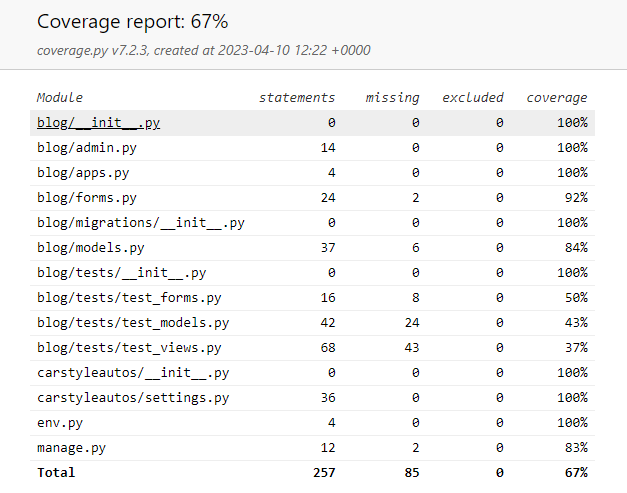 Coverage report: 67%
coverage.py v7.2.3, created at 2023-04-10 12:22 +0000
Module statements missing excluded coverage
blog/__init__.py 0 0 0 100%
blog/admin.py 14 0 0 100%
blog/apps.py 4 0 0 100%
blog/forms.py 24 2 0 92%
blog/migrations/__init__.py 0 0 0 100%
blog/models.py 37 6 0 84%
blog/tests/__init__.py 0 0 0 100%
blog/tests/test_forms.py 16 8 0 50%
blog/tests/test_models.py 42 24 0 43%
blog/tests/test_views.py 68 43 0 37%
carstyleautos/__init__.py 0 0 0 100%
carstyleautos/settings.py 36 0 0 100%
env.py 4 0 0 100%
manage.py 12 2 0 83%
Total 257 85 0 67%